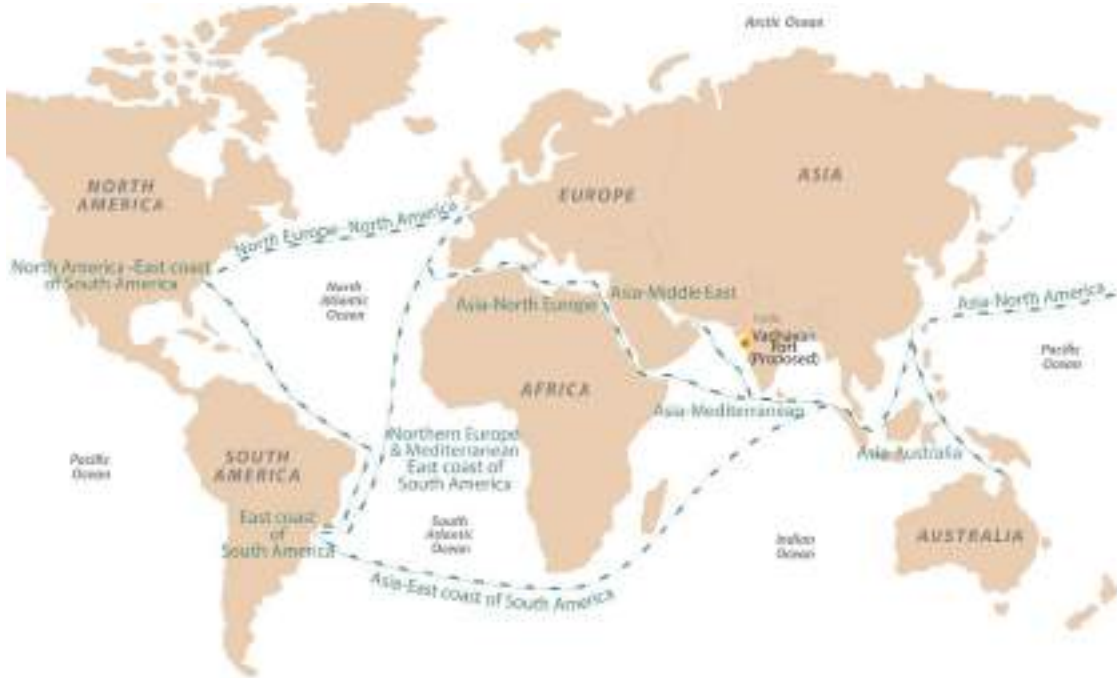 Arctic Ocean
NORTH
AMERICA
EUROPE
ASIA
North Europe -North America
North America -East coast
of South America
North
Atlantic
Ocean
Asia-North Europe
Asia-Middle East
Asia-North America
Vadhavan
Port
(Proposed)
Pacific
Ocean
AFRICA
Asia-Mediterranean
Northern Europe
& Mediterranean
East coast of
South America
Asia-Australia
SOUTH
AMERICA
Pacific
Ocean
East coast
of
South America
South
Atlantic
Ocean
Indian
Ocean
AUSTRALIA
Asia-East coast of South America